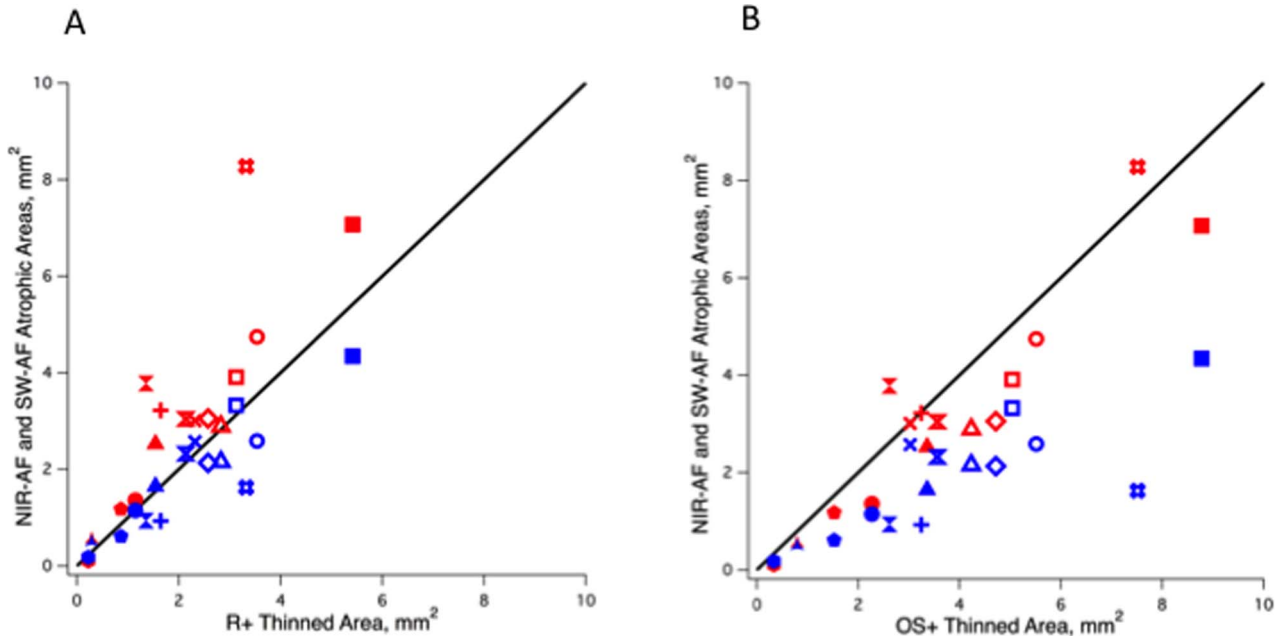 A
B
NIR-AF and SW-AF Atrophic Areas, mm²
10
8
6
4
2
0
0 2 4 6 8 10
R+ Thinned Area, mm²
NIR-AF and SW-AF Atrophic Areas, mm²
10
8
6
4
2
0
0 2 4 6 8 10
OS+ Thinned Area, mm²